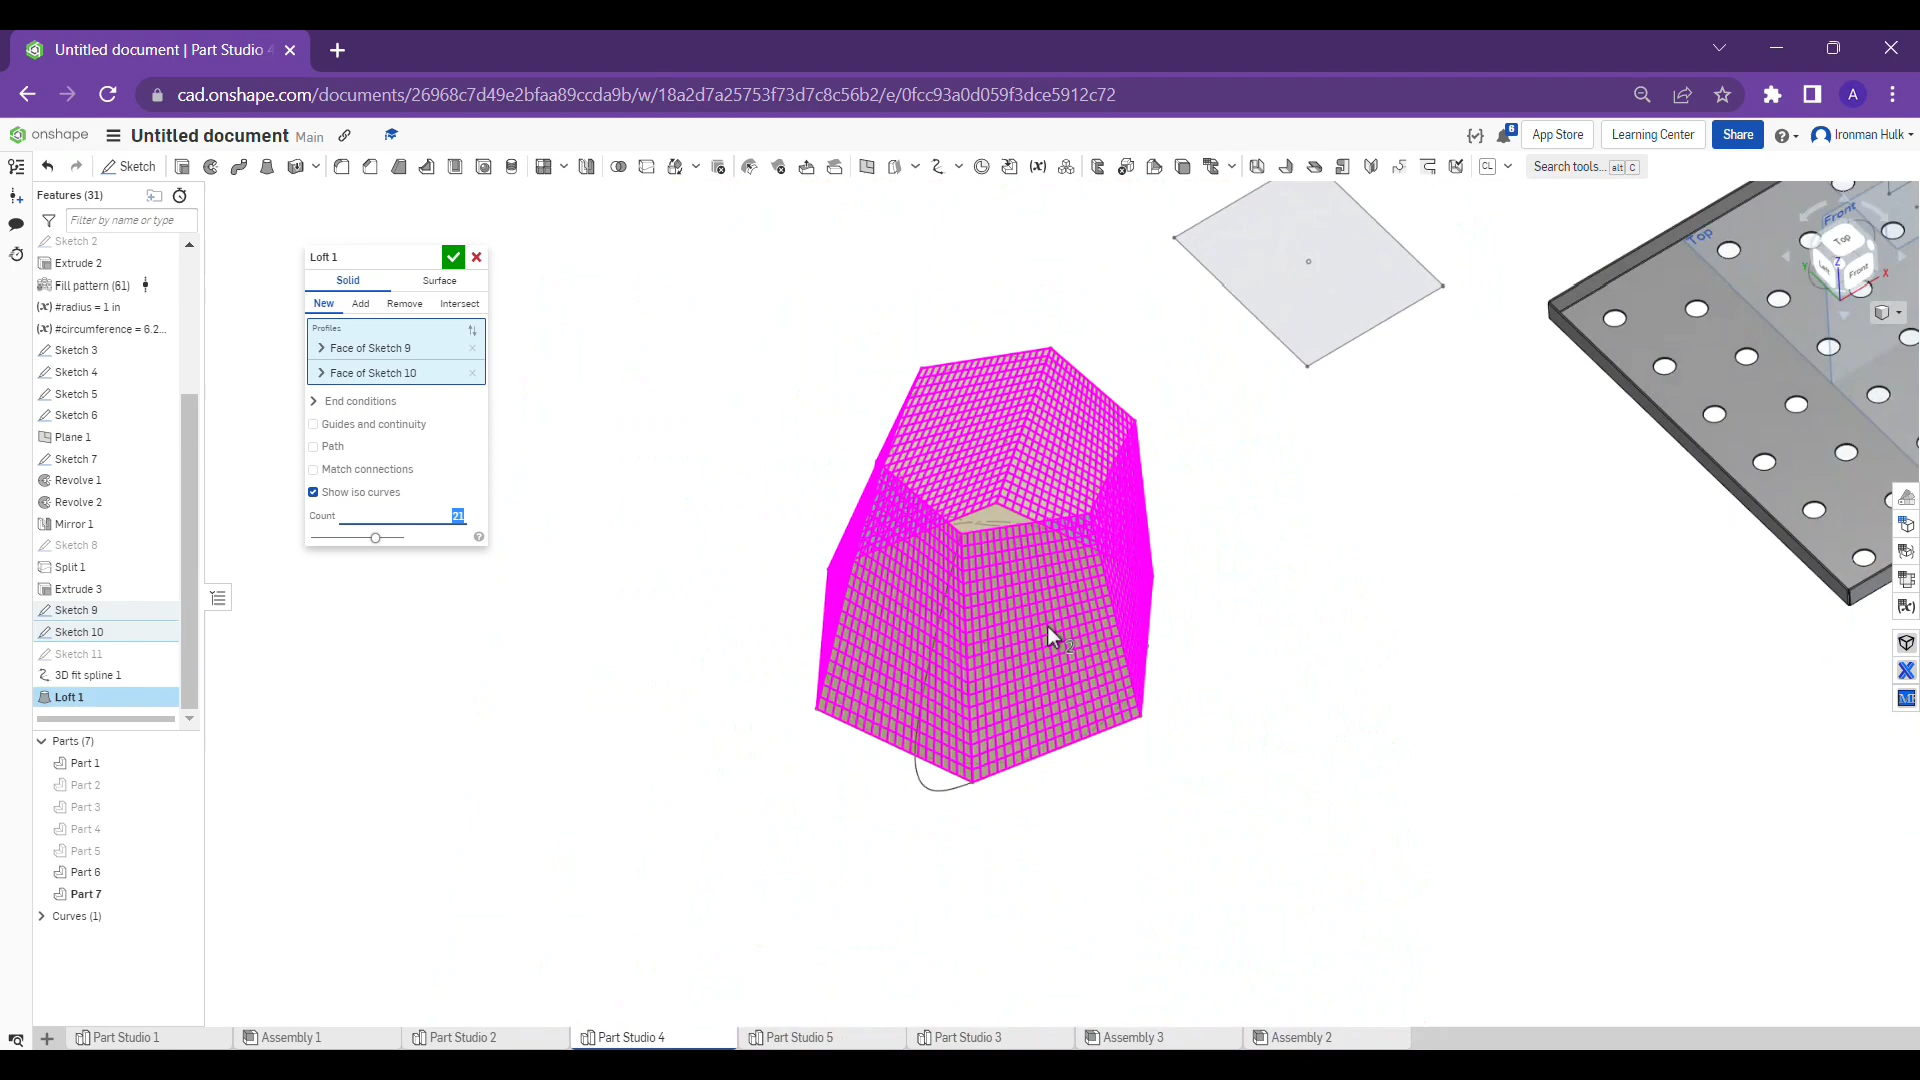 Untitled document | Part Studio 4
cad.onshape.com/documents/26968c7d49e2bfaa89ccda9b/w/18a2d7a25753f73d7c8c56b2/e/0fcc93a0d059f3dce5912c72
A
onshape
Untitled document
Main
6
App Store
Learning Center
Share
Ironman Hulk
Sketch
CL
Search tools...
alt
C
Features (31)
Filter by name or type
Sketch 2
Extrude 2
Fill pattern (61)
(x) #radius = 1 in
(x) #circumference = 6.2...
Sketch 3
Sketch 4
Sketch 5
Sketch 6
Plane 1
Sketch 7
Revolve 1
Revolve 2
Mirror 1
Sketch 8
Split 1
Extrude 3
Sketch 9
Sketch 10
Sketch 11
3D fit spline 1
Loft 1
Parts (7)
Part 1
Part 2
Part 3
Part 4
Part 5
Part 6
Part 7
Curves (1)
Loft 1
Solid
Surface
New
Add
Remove
Intersect
Profiles
Face of Sketch 9
Face of Sketch 10
End conditions
Guides and continuity
Path
Match connections
Show iso curves
Count
21
2
Top
Front
Top
Left
Front
Z
Y
X
Part Studio 1
Assembly 1
Part Studio 2
Part Studio 4
Part Studio 5
Part Studio 3
Assembly 3
Assembly 2